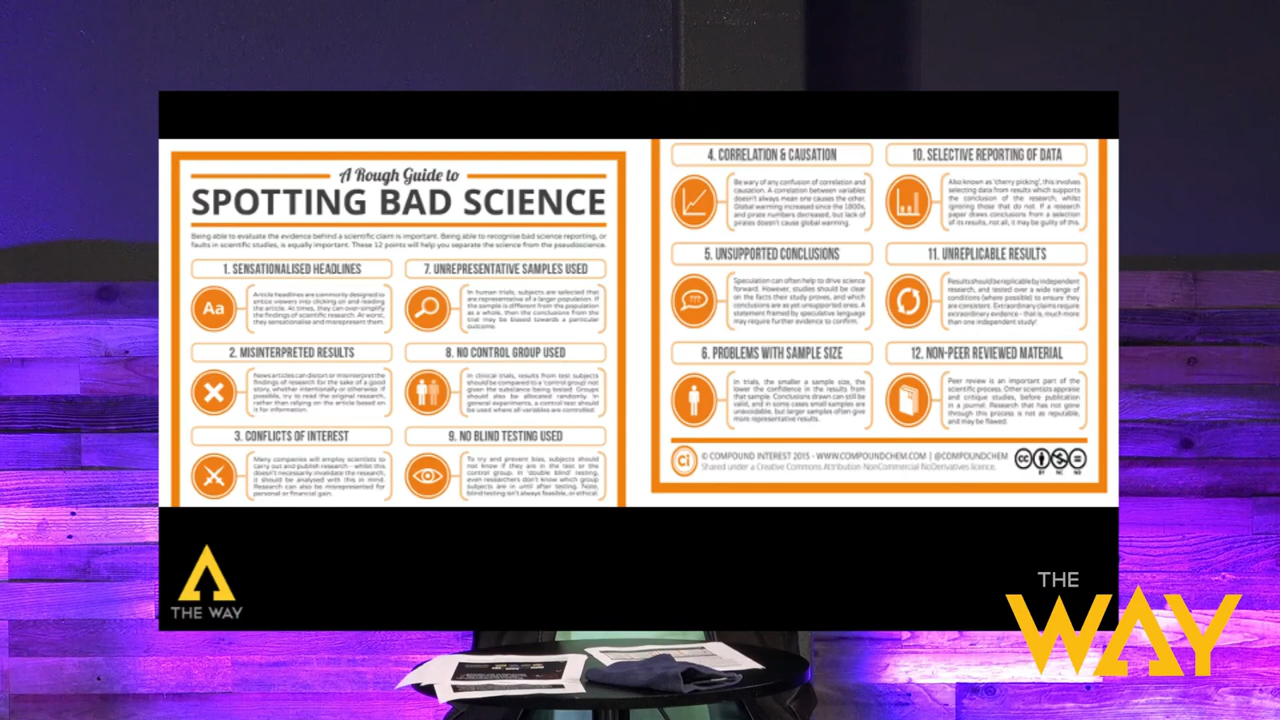 A Rough Guide to
SPOTTING BAD SCIENCE
Being able to evaluate the evidence behind a scientific claim is important. Being able to recognise bad science reporting, or
faults in scientific studies, is equally important. These 12 points will help you separate the science from the pseudoscience.
1. SENSATIONALISED HEADLINES
Aa
Article headlines are commonly designed to
entice viewers into clicking on and reading
the article. At times, they can over-simplify
the findings of scientific research. At worst,
they sensationalise and misrepresent them.
2. MISINTERPRETED RESULTS
News articles can distort or misinterpret the
findings of research for the sake of a good
story, whether intentionally or otherwise. If
possible, try to read the original research,
rather than relying on the article based on
it for information.
3. CONFLICTS OF INTEREST
Many companies will employ scientists to
carry out and publish research - whilst this
doesn't necessarily invalidate the research,
it should be analysed with this in mind.
Research can also be misrepresented for
personal or financial gain.
7. UNREPRESENTATIVE SAMPLES USED
In human trials, subjects are selected that
are representative of a larger population. If
the sample is different from the population
as a whole, then the conclusions from the
trial may be biased towards a particular
outcome.
8. NO CONTROL GROUP USED
In clinical trials, results from test subjects
should be compared to a 'control group' not
given the substance being tested. Groups
should also be allocated randomly. In
general experiments, a control test should
be used where all variables are controlled.
9. NO BLIND TESTING USED
To try and prevent bias, subjects should
not know if they are in the test or the
control group. In 'double blind' testing,
even researchers don't know which group
subjects are in until after testing. Note,
blind testing isn't always feasible, or ethical.
4. CORRELATION & CAUSATION
Be wary of any confusion of correlation and
causation. A correlation between variables
doesn't always mean one causes the other.
Global warming increased since the 1800s,
and pirate numbers decreased, but lack of
pirates doesn't cause global warming.
5. UNSUPPORTED CONCLUSIONS
???
Speculation can often help to drive science
forward. However, studies should be clear
on the facts their study proves, and which
conclusions are as yet unsupported ones. A
statement framed by speculative language
may require further evidence to confirm.
6. PROBLEMS WITH SAMPLE SIZE
In trials, the smaller a sample size, the
lower the confidence in the results from
that sample. Conclusions drawn can still be
valid, and in some cases small samples are
unavoidable, but larger samples often give
more representative results.
10. SELECTIVE REPORTING OF DATA
Also known as 'cherry picking', this involves
selecting data from results which supports
the conclusion of the research, whilst
ignoring those that do not. If a research
paper draws conclusions from a selection
of its results, not all, it may be guilty of this.
11. UNREPLICABLE RESULTS
Results should be replicable by independent
research, and tested over a wide range of
conditions (where possible) to ensure they
are consistent. Extraordinary claims require
extraordinary evidence - that is, much more
than one independent study!
12. NON-PEER REVIEWED MATERIAL
Peer review is an important part of the
scientific process. Other scientists appraise
and critique studies, before publication
in a journal. Research that has not gone
through this process is not as reputable,
and may be flawed.
Ci
© COMPOUND INTEREST 2015 - WWW.COMPOUNDCHEM.COM | @COMPOUNDCHEM
Shared under a Creative Commons Attribution-NonCommercial-NoDerivatives licence.
CC
BY NC ND
THE WAY
THE
WAY